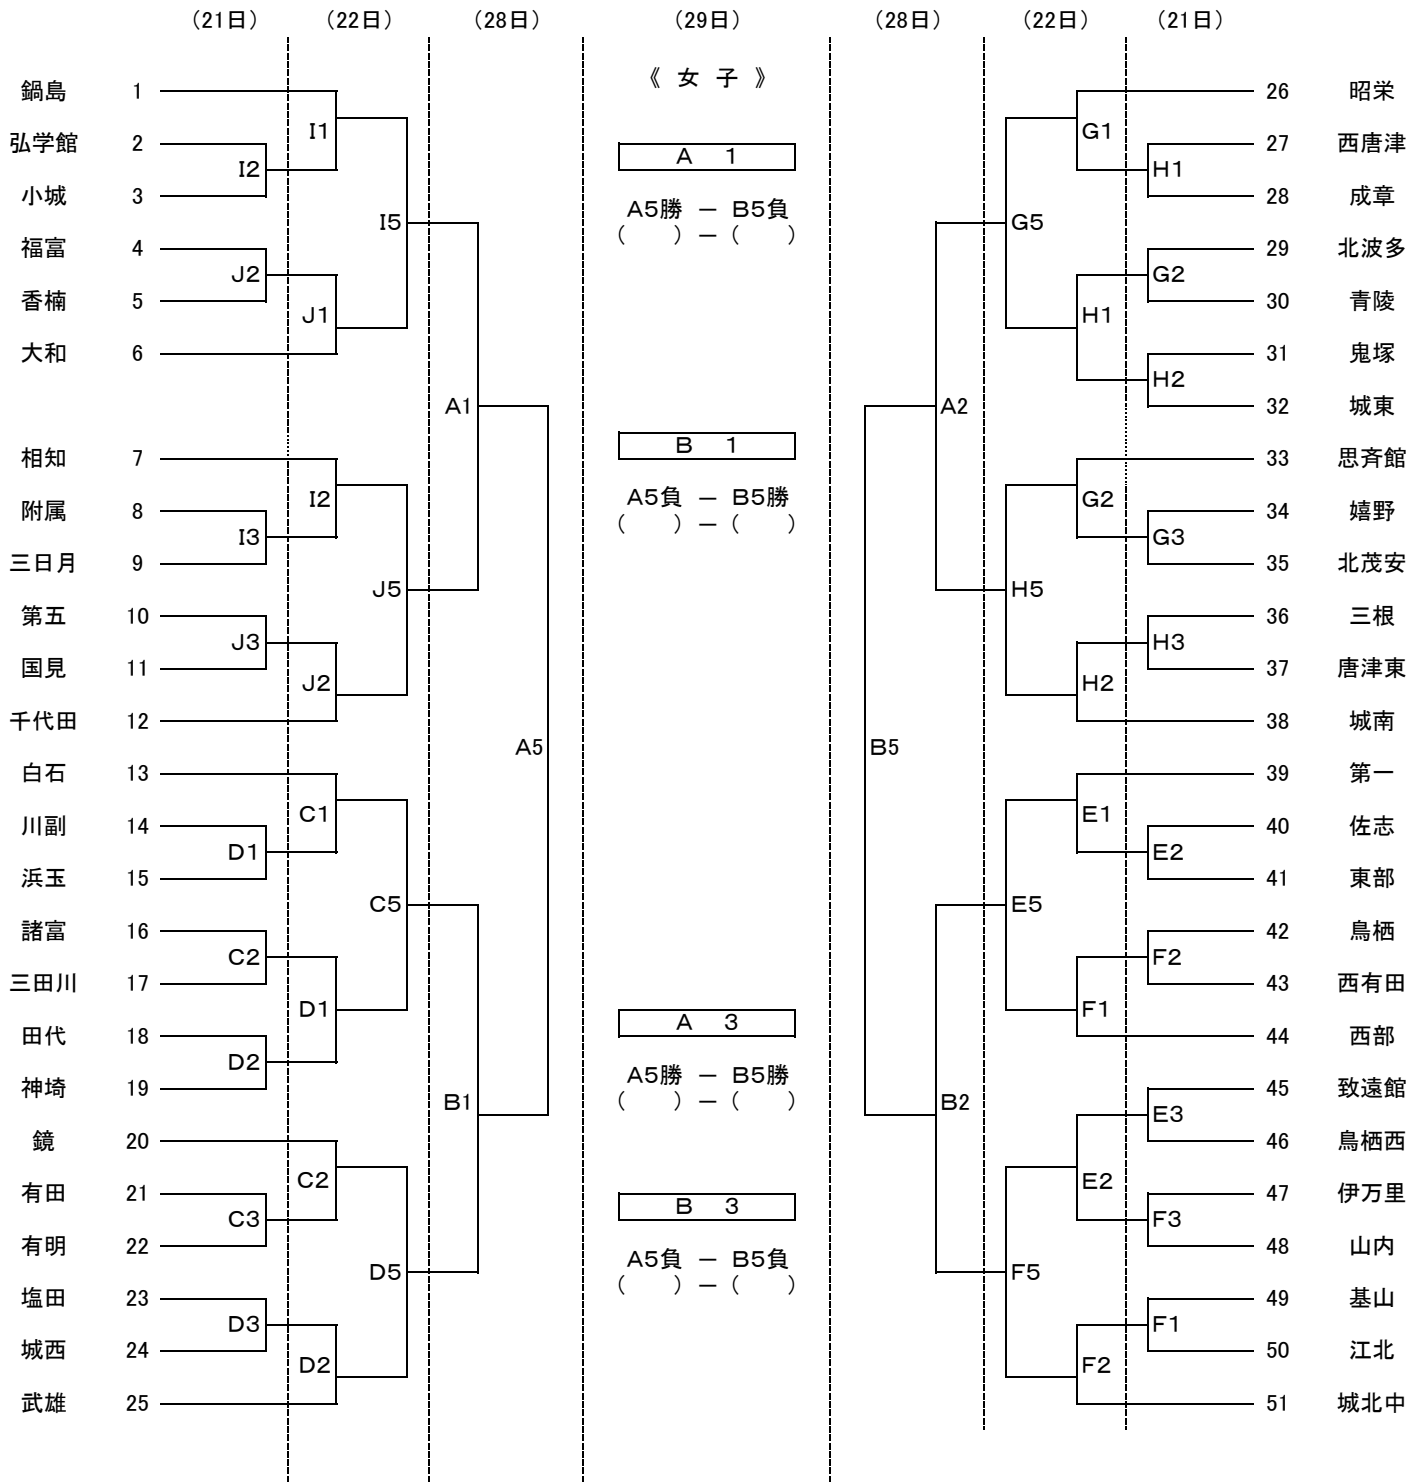 （21日） （22日） （28日） （29日） （28日） （22日） （21日）
《 女 子 》
鍋島 1 26 昭栄
I1 G1
弘学館 2 A 1 27 西唐津
I2 H1
小城 3 28 成章
A5勝 － B5負
I5 G5
（　　）－（　　）
福富 4 29 北波多
J2 G2
香楠 5 30 青陵
J1 H1
大和 6 31 鬼塚
H2
A1 A2 32 城東
B 1
相知 7 33 思斉館
I2 A5負 － B5勝 G2
附属 8 34 嬉野
（　　）－（　　）
I3 G3
三日月 9 35 北茂安
J5 H5
第五 10 36 三根
J3 H3
国見 11 37 唐津東
J2 H2
千代田 12 38 城南
A5 B5
白石 13 39 第一
C1 E1
川副 14 40 佐志
D1 E2
浜玉 15 41 東部
C5 E5
諸富 16 42 鳥栖
C2 F2
三田川 17 43 西有田
D1 F1
A 3
田代 18 44 西部
D2
A5勝 － B5勝
神埼 19 45 致遠館
B1 （　　）－（　　） B2
E3
鏡 20 46 鳥栖西
C2 E2
有田 21 47 伊万里
B 3
C3 F3
有明 22 48 山内
A5負 － B5負
D5 F5
（　　）－（　　）
塩田 23 49 基山
D3 F1
城西 24 50 江北
D2 F2
武雄 25 51 城北中